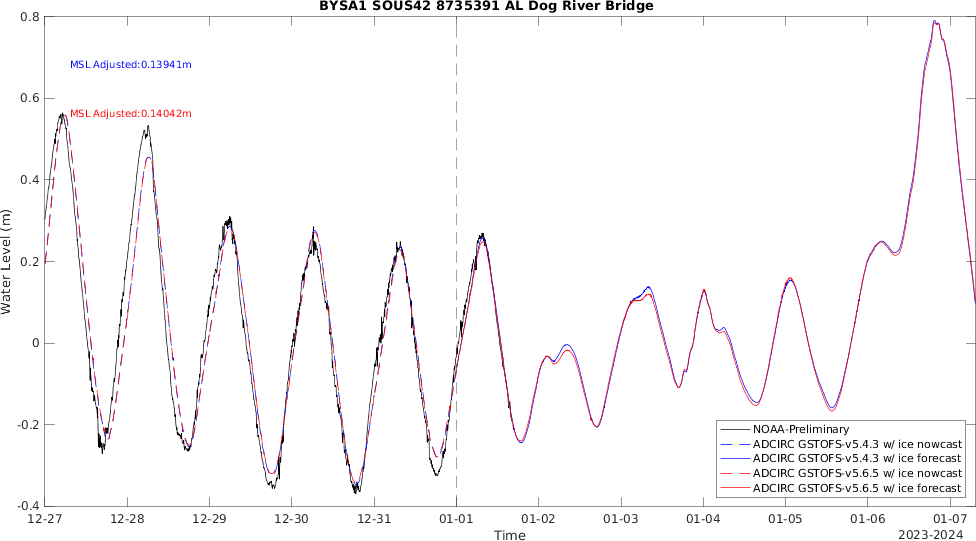 BYSA1 SOUS42 8735391 AL Dog River Bridge
0.8
0.6
0.4
0.2
0
-0.2
-0.4
Water Level (m)
MSL Adjusted:0.13941m
MSL Adjusted:0.14042m
NOAA-Preliminary
ADCIRC GSTOFS-v5.4.3 w/ ice nowcast
ADCIRC GSTOFS-v5.4.3 w/ ice forecast
ADCIRC GSTOFS-v5.6.5 w/ ice nowcast
ADCIRC GSTOFS-v5.6.5 w/ ice forecast
12-27 12-28 12-29 12-30 12-31 01-01 01-02 01-03 01-04 01-05 01-06 01-07
Time
2023-2024